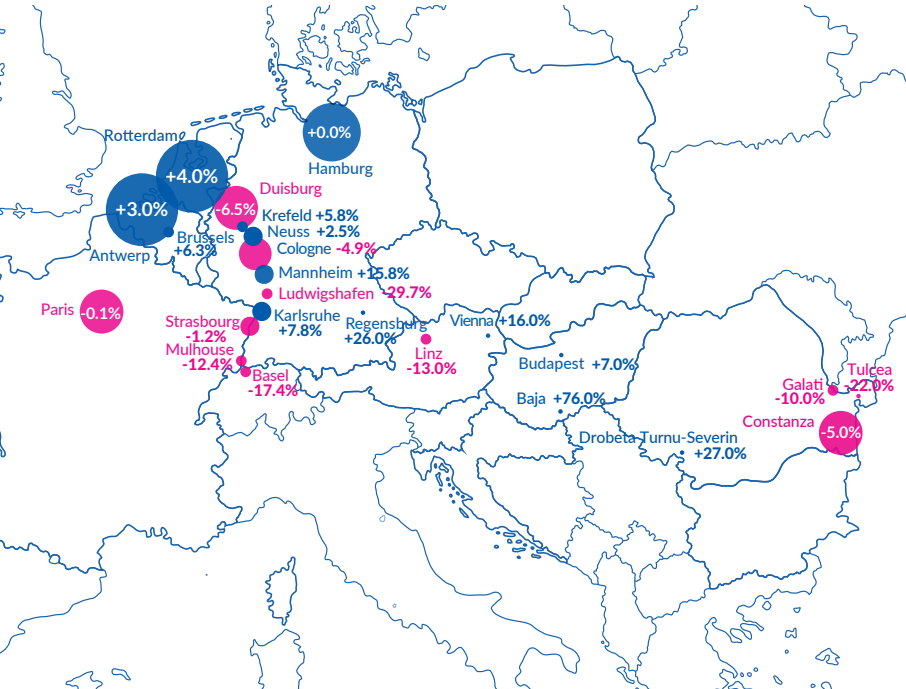 +0.0%
Rotterdam
Hamburg
+4.0%
Duisburg
-6.5%
+3.0%
Krefeld +5.8%
Neuss +2.5%
Brussels
+6.3%
Antwerp
Cologne -4.9%
Mannheim +15.8%
Ludwigshafen -29.7%
Paris -0.1%
Karlsruhe
+7.8%
Strasbourg
-1.2%
Regensburg
+26.0%
Vienna +16.0%
Mulhouse
-12.4%
Linz
-13.0%
Basel
-17.4%
Budapest +7.0%
Tulcea
-22.0%
Galati
-10.0%
Baja +76.0%
Constanza -5.0%
Drobeta Turnu-Severin
+27.0%